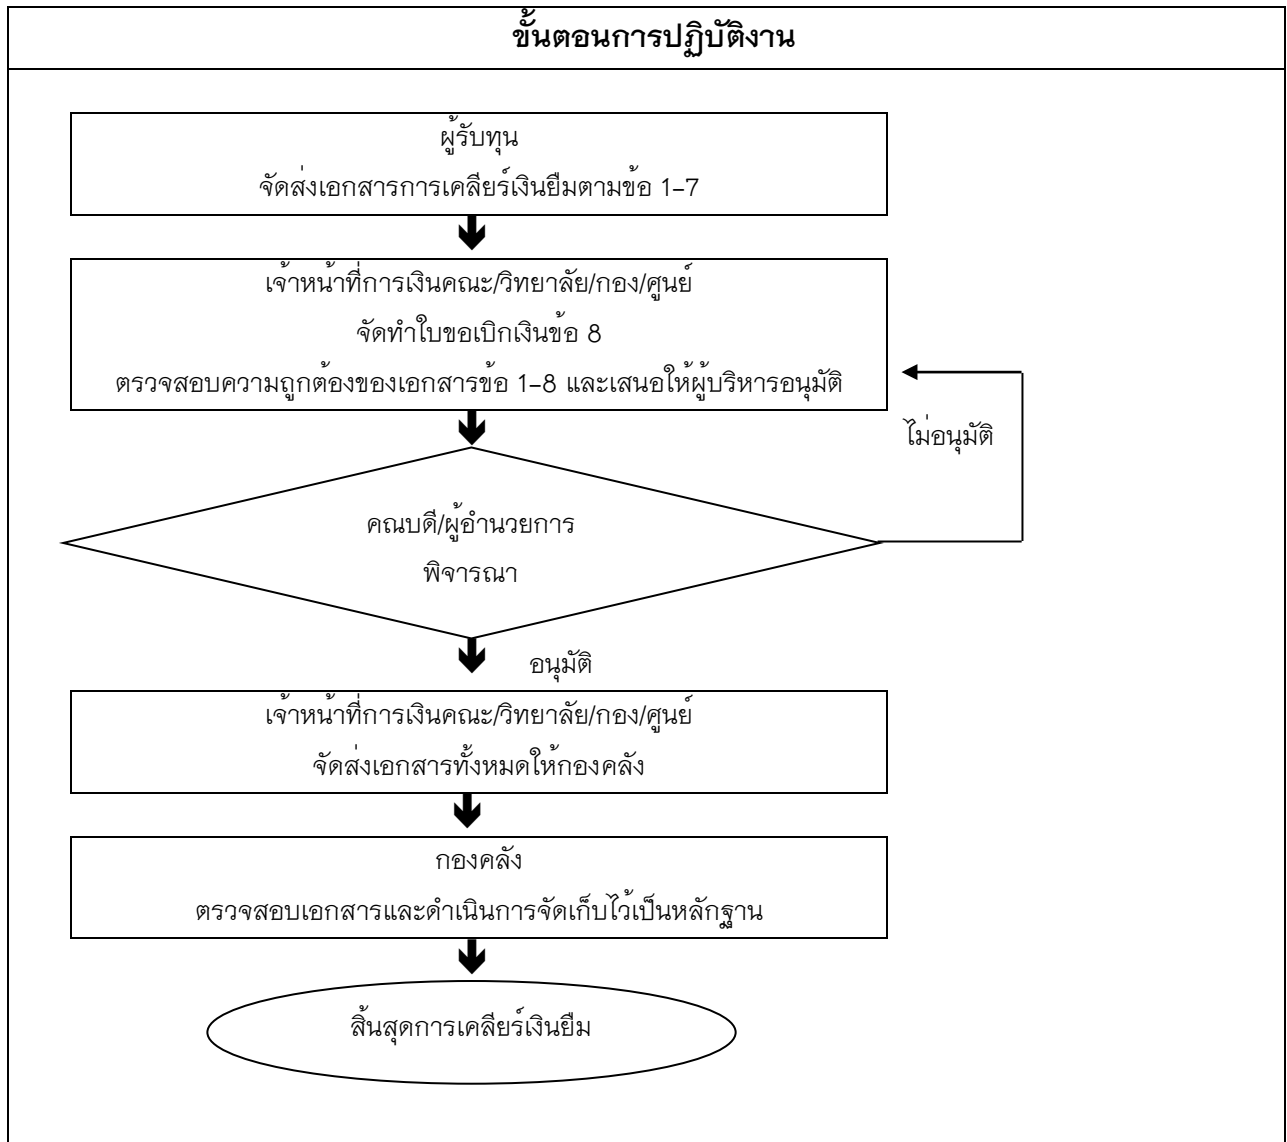 ขั้นตอนการปฏิบัติงาน
ผู้รับทุน
จัดส่งเอกสารการเคลียร์เงินยืมตามข้อ 1-7
เจ้าหน้าที่การเงินคณะ/วิทยาลัย/กอง/ศูนย์
จัดทำใบขอเบิกเงินข้อ 8
ตรวจสอบความถูกต้องของเอกสารข้อ 1-8 และเสนอให้ผู้บริหารอนุมัติ
ไม่อนุมัติ
คณบดี/ผู้อำนวยการ
พิจารณา
อนุมัติ
เจ้าหน้าที่การเงินคณะ/วิทยาลัย/กอง/ศูนย์
จัดส่งเอกสารทั้งหมดให้กองคลัง
กองคลัง
ตรวจสอบเอกสารและดำเนินการจัดเก็บไว้เป็นหลักฐาน
สิ้นสุดการเคลียร์เงินยืม